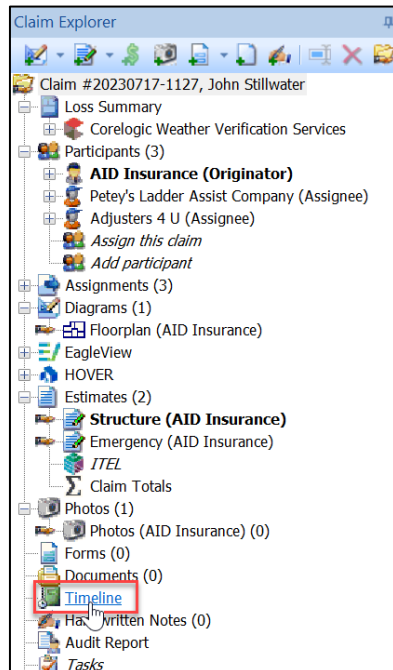 Claim Explorer
Claim #20230717-1127, John Stillwater
Loss Summary
Corelogic Weather Verification Services
Participants (3)
AID Insurance (Originator)
Petey's Ladder Assist Company (Assignee)
Adjusters 4 U (Assignee)
Assign this claim
Add participant
Assignments (3)
Diagrams (1)
Floorplan (AID Insurance)
EagleView
HOVER
Estimates (2)
Structure (AID Insurance)
Emergency (AID Insurance)
ITEL
Claim Totals
Photos (1)
Photos (AID Insurance) (0)
Forms (0)
Documents (0)
Timeline
Notes (0)
Audit Report
Tasks